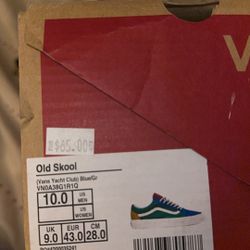 $65.00
Old Skool
(Vans Yacht Club) Blue/Gr
VN0A38G1R1Q
10.0 US MEN
US WOMEN
UK EUR CM
9.0 43.0 28.0